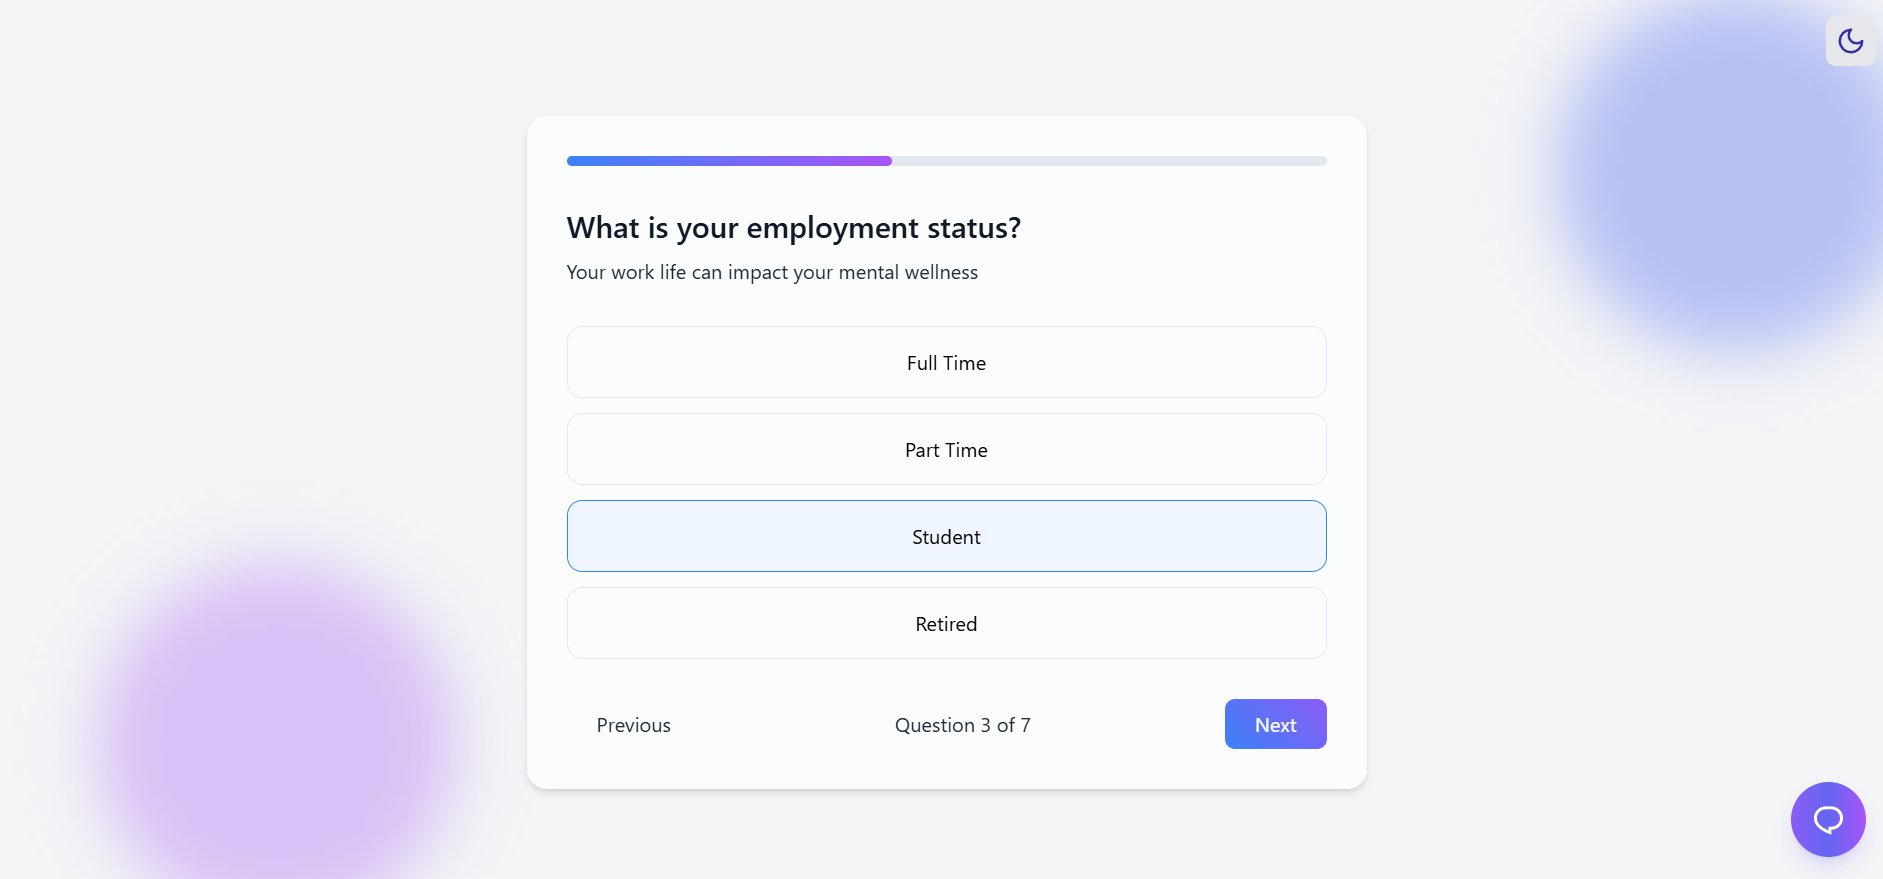 What is your employment status?
Your work life can impact your mental wellness
Full Time
Part Time
Student
Retired
Previous
Question 3 of 7
Next